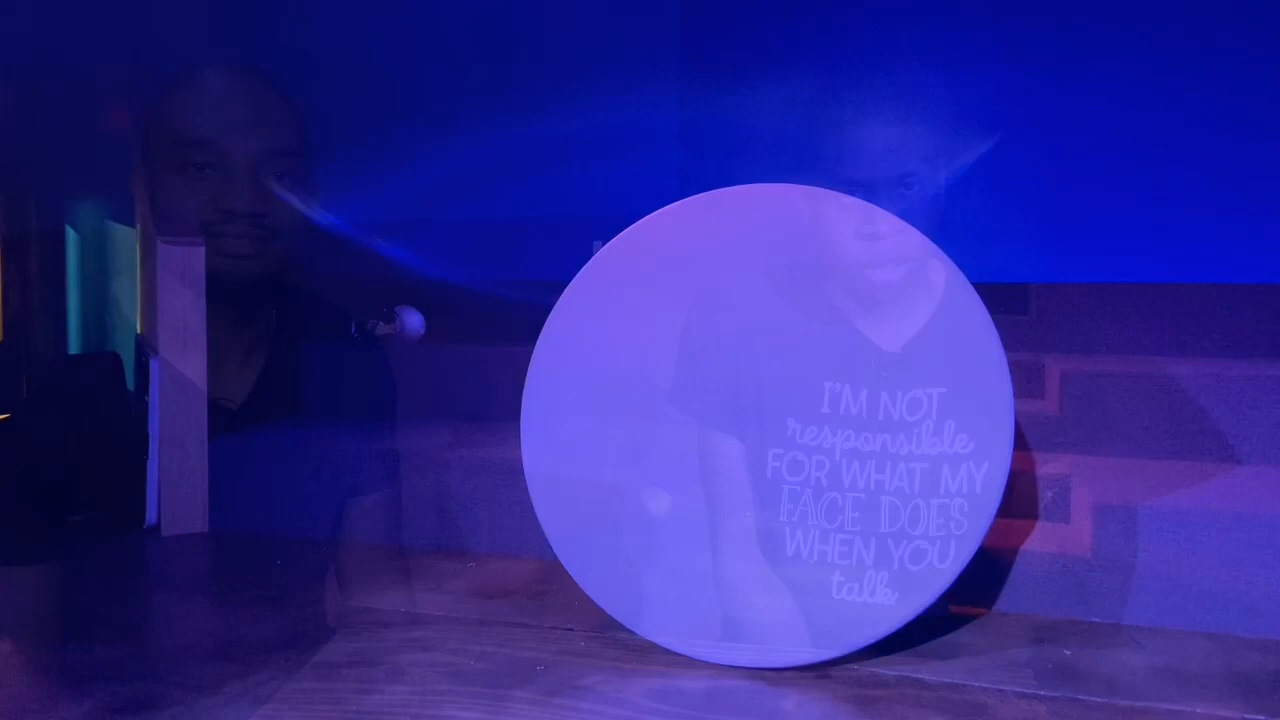 I'M NOT
responsible
FOR WHAT MY
FACE DOES
WHEN YOU
talk